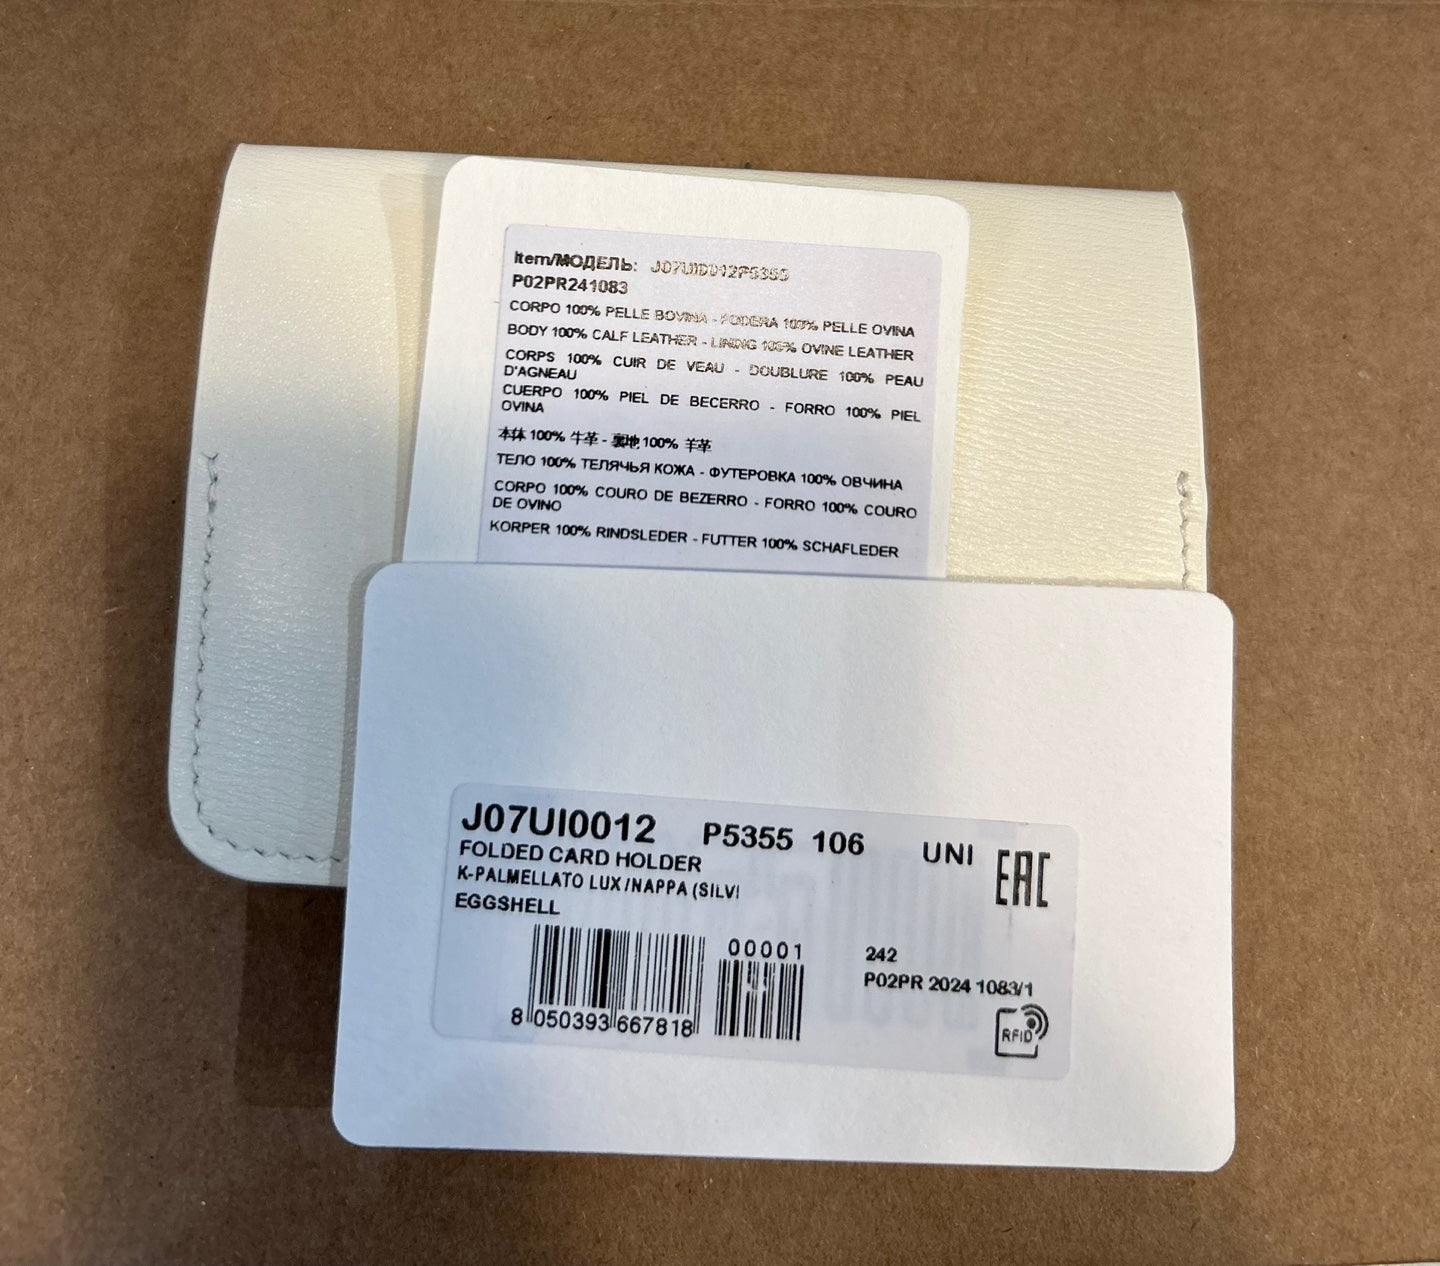 Item/МОДЕЛЬ: J07UI0012P5355
P02PR241083
CORPO 100% PELLE BOVINA - FODERA 100% PELLE OVINA
BODY 100% CALF LEATHER - LINING 100% OVINE LEATHER
CORPS 100% CUIR DE VEAU - DOUBLURE 100% PEAU
D'AGNEAU
CUERPO 100% PIEL DE BECERRO - FORRO 100% PIEL
OVINA
本体 100% 牛革 - 裏地 100% 羊革
ТЕЛО 100% ТЕЛЯЧЬЯ КОЖА - ФУТЕРОВКА 100% ОВЧИНА
CORPO 100% COURO DE BEZERRO - FORRO 100% COURO
DE OVINO
KORPER 100% RINDSLEDER - FUTTER 100% SCHAFLEDER
J07UI0012 P5355 106 UNI EAC
FOLDED CARD HOLDER
K-PALMELLATO LUX/NAPPA (SILV
EGGSHELL
00001
242
P02PR 2024 1083/1
8 050393 667818
RFID